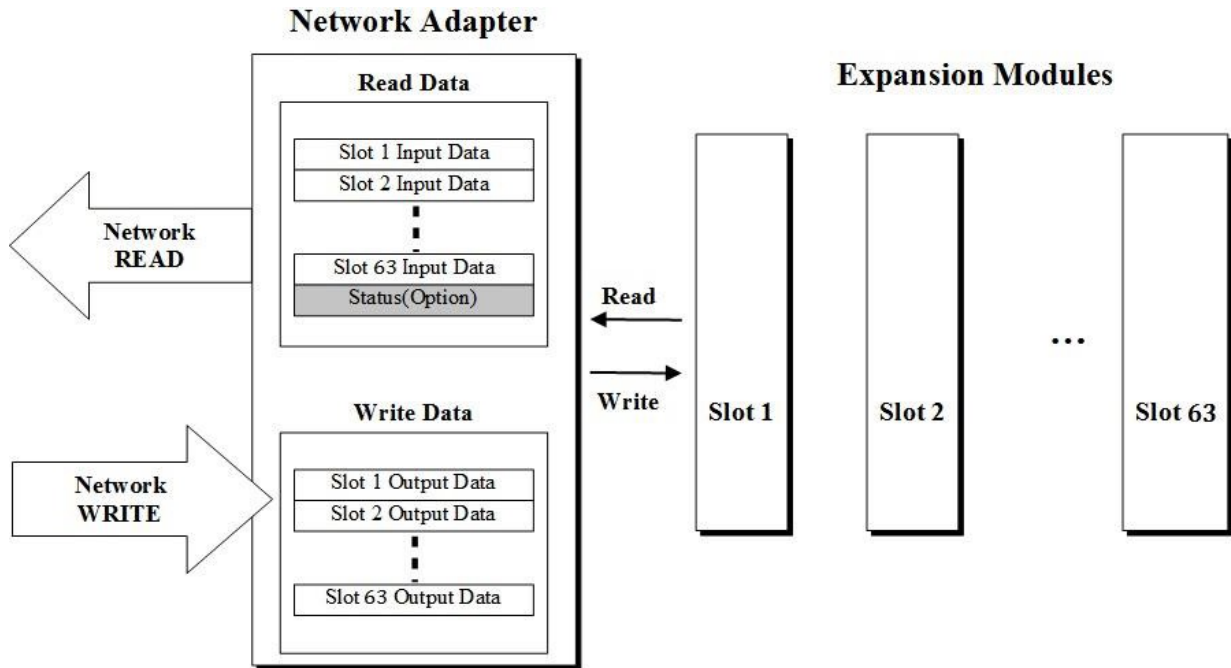 Network Adapter
Read Data
Slot 1 Input Data
Slot 2 Input Data
Slot 63 Input Data
Status(Option)
Network
READ
Write Data
Slot 1 Output Data
Slot 2 Output Data
Slot 63 Output Data
Network
WRITE
Read
Write
Expansion Modules
Slot 1
Slot 2
...
Slot 63